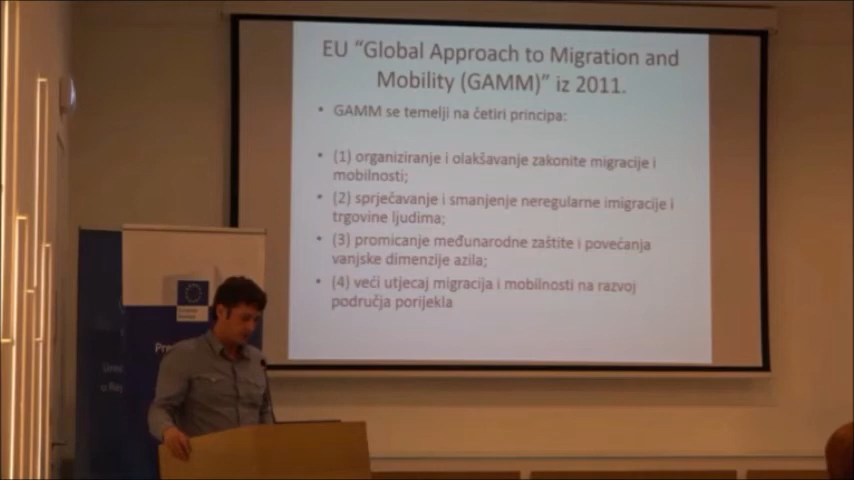 EU “Global Approach to Migration and
Mobility (GAMM)” iz 2011.
• GAMM se temelji na četiri principa:
• (1) organiziranje i olakšavanje zakonite migracije i
mobilnosti;
• (2) sprječavanje i smanjenje neregularne imigracije i
trgovine ljudima;
• (3) promicanje međunarodne zaštite i povećanja
vanjske dimenzije azila;
• (4) veći utjecaj migracija i mobilnosti na razvoj
područja porijekla